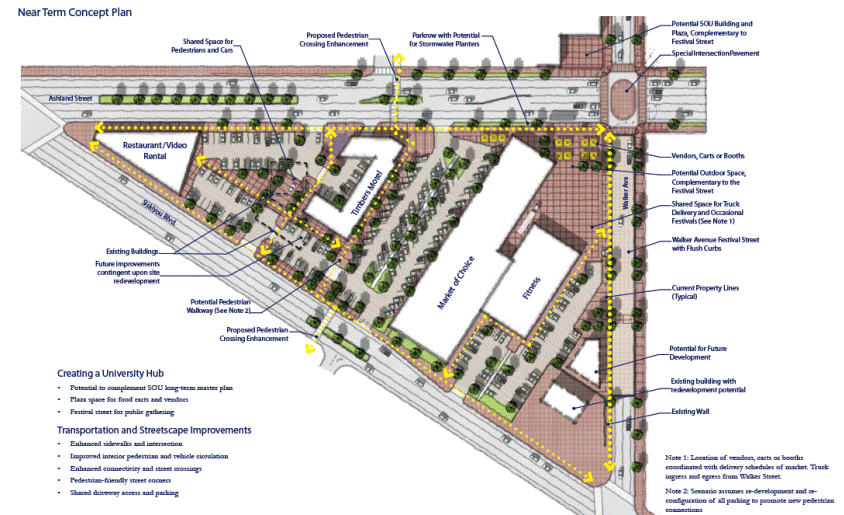 Near Term Concept Plan
Shared Space for
Pedestrians and Cars
Proposed Pedestrian
Crossing Enhancement
Parkrow with Potential
for Stormwater Planters
Potential SOU Building and
Plaza, Complementary to
Festival Street
Special Intersection Pavement
Ashland Street
Restaurant/Video
Rental
Timbers Motel
Siskiyou Blvd.
Market of Choice
Fitness
Walker Ave
Vendors, Carts or Booths
Potential Outdoor Space,
Complementary to the
Festival Street
Shared Space for Truck
Delivery and Occasional
Festivals (See Note 1)
Walker Avenue Festival Street
with Flush Curbs
Existing Buildings
Future improvements
contingent upon site
redevelopment
Current Property Lines
(Typical)
Potential Pedestrian
Walkway (See Note 2)
Proposed Pedestrian
Crossing Enhancement
Potential for Future
Development
Existing building with
redevelopment potential
Existing Wall
Creating a University Hub
• Potential to complement SOU long-term master plan
• Plaza space for food carts and vendors
• Festival street for public gathering
Transportation and Streetscape Improvements
• Enhanced sidewalks and intersection
• Improved interior pedestrian and vehicle circulation
• Enhanced connectivity and street crossings
• Pedestrian-friendly street corners
• Shared driveway access and parking
Note 1: Location of vendors, carts or booths
coordinated with delivery schedules of market. Truck
ingress and egress from Walker Street.
Note 2: Scenario assumes re-development and re-
configuration of all parking to promote new pedestrian
connections